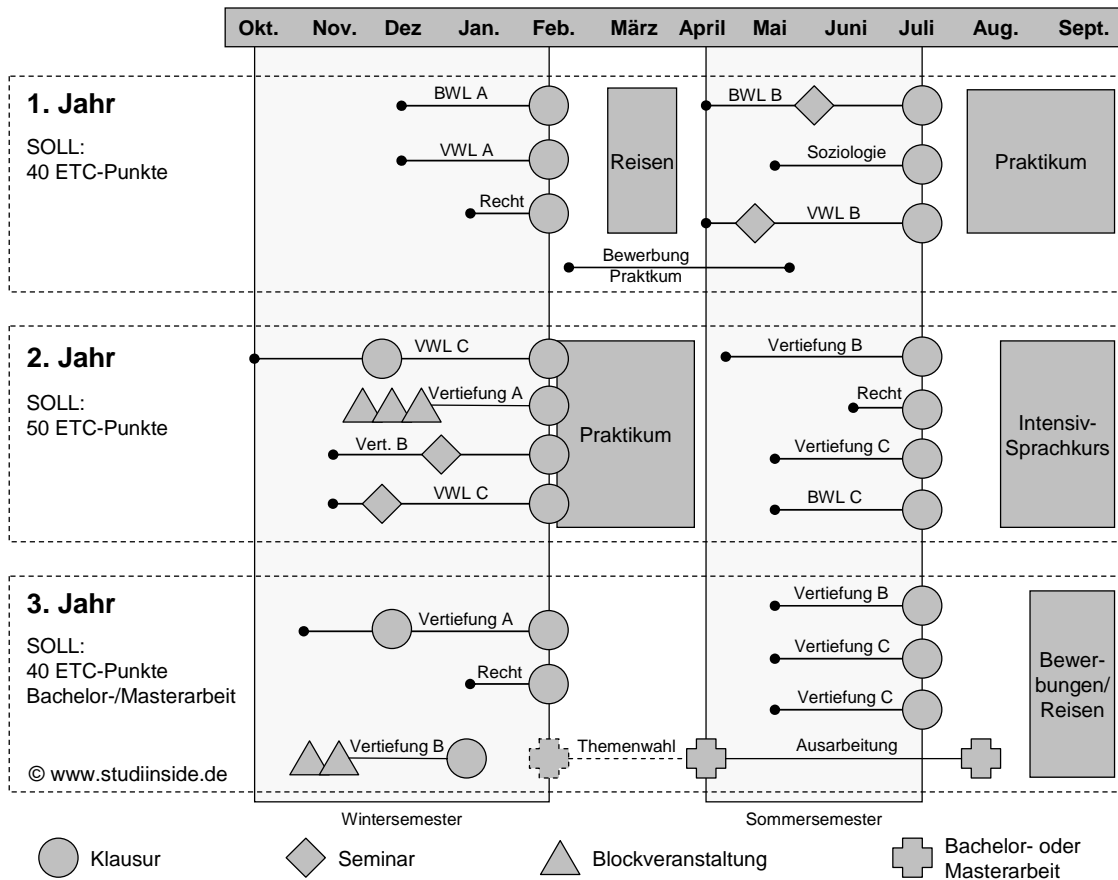 Okt. Nov. Dez Jan. Feb. März April Mai Juni Juli Aug. Sept.
1. Jahr
SOLL:
40 ETC-Punkte
BWL A
VWL A
Recht
Reisen
Bewerbung
Praktkum
BWL B
Soziologie
VWL B
Praktikum
2. Jahr
SOLL:
50 ETC-Punkte
VWL C
Vertiefung A
Vert. B
VWL C
Praktikum
Vertiefung B
Recht
Vertiefung C
BWL C
Intensiv-
Sprachkurs
3. Jahr
SOLL:
40 ETC-Punkte
Bachelor-/Masterarbeit
© www.studiinside.de
Vertiefung A
Recht
Vertiefung B
Themenwahl
Vertiefung B
Vertiefung C
Vertiefung C
Ausarbeitung
Bewer-
bungen/
Reisen
Wintersemester
Sommersemester
Klausur
Seminar
Blockveranstaltung
Bachelor- oder
Masterarbeit